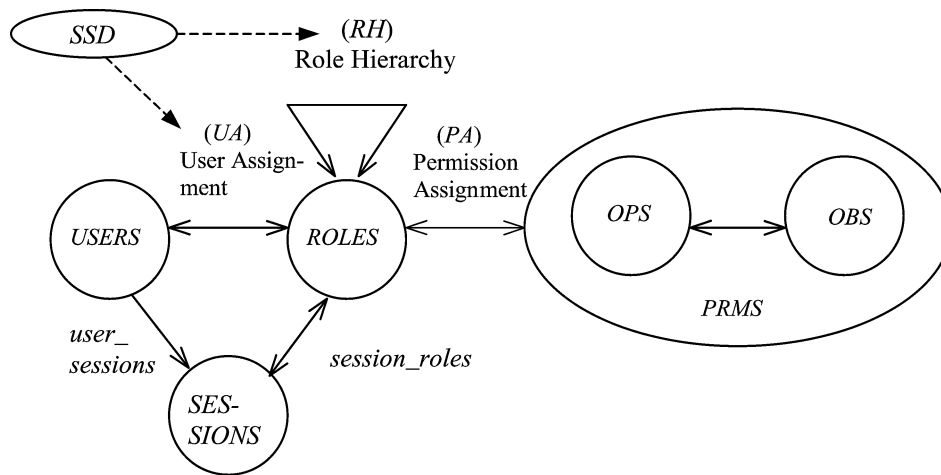 SSD
(RH)
Role Hierarchy
(UA)
User Assign-
ment
(PA)
Permission
Assignment
USERS
ROLES
OPS
OBS
PRMS
user_
sessions
session_roles
SES-
SIONS